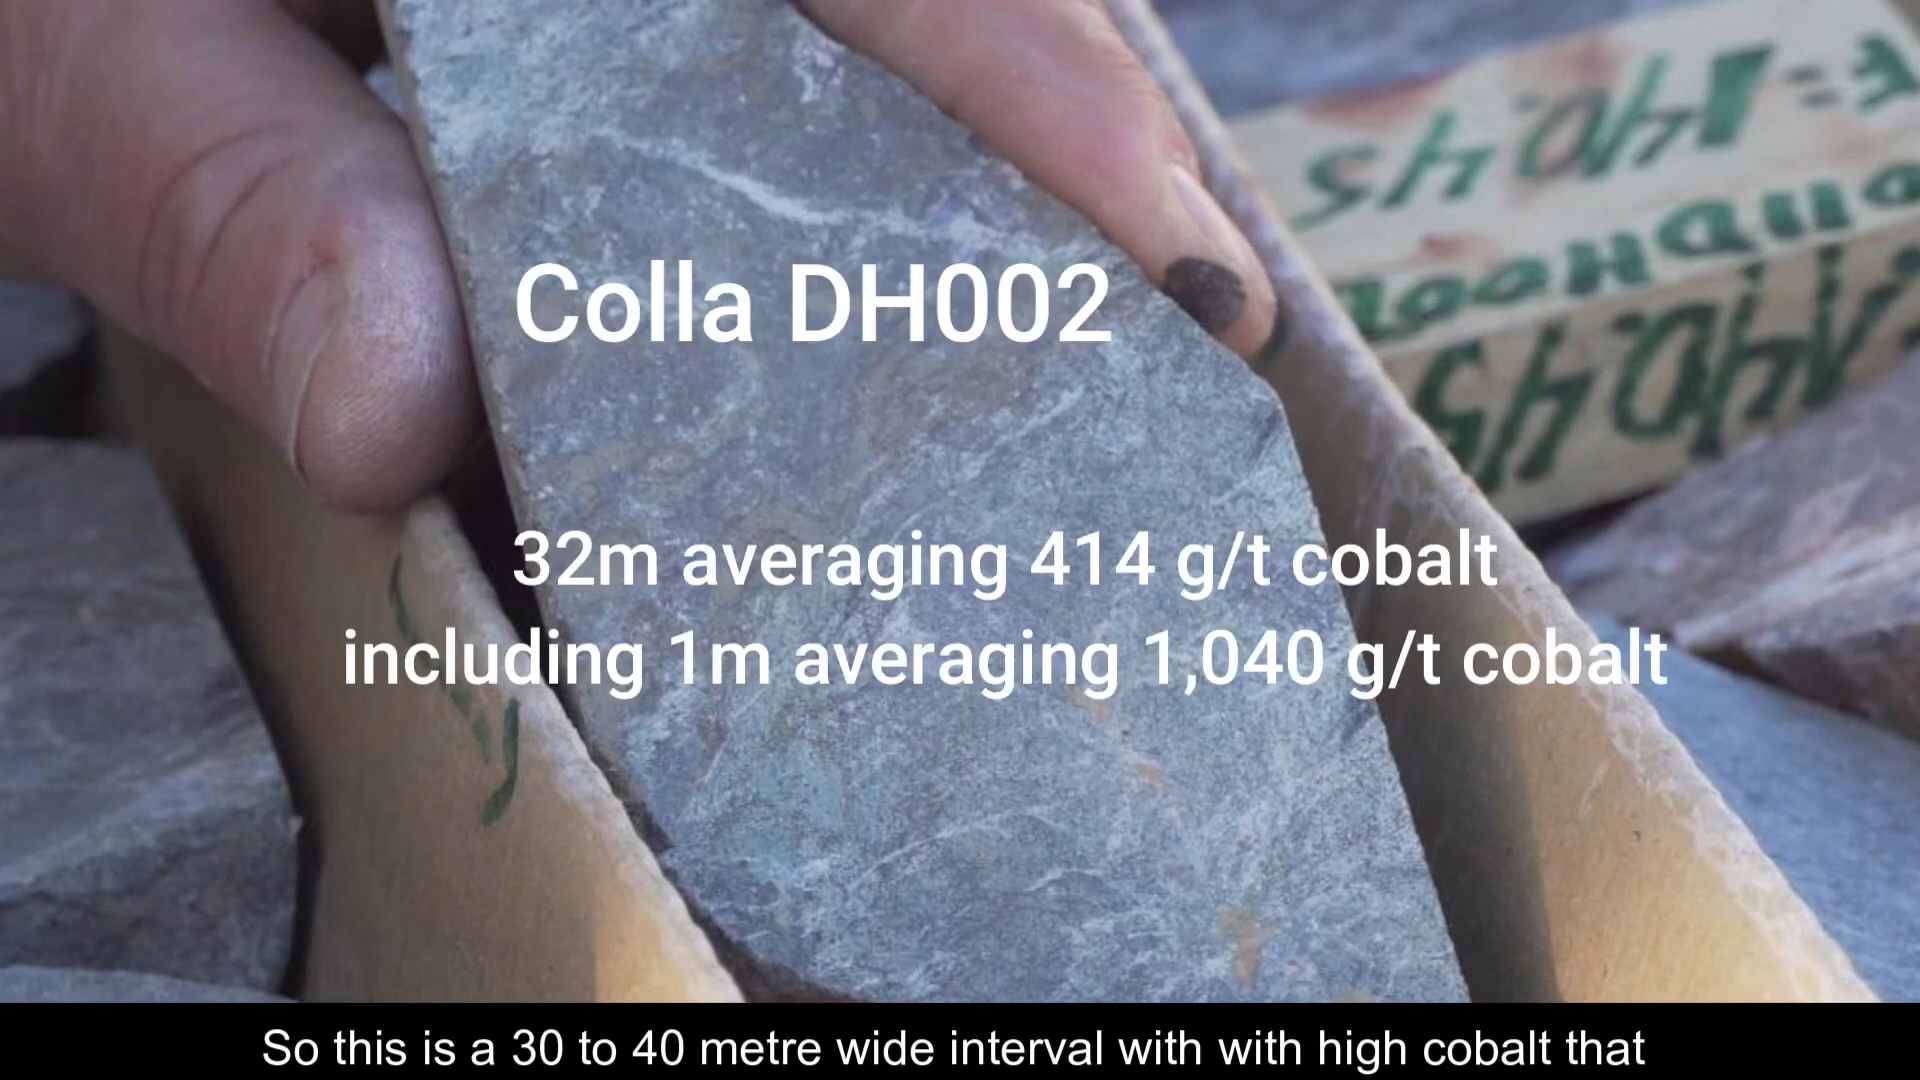 Colla DH002
32m averaging 414 g/t cobalt
including 1m averaging 1,040 g/t cobalt
So this is a 30 to 40 metre wide interval with with high cobalt that